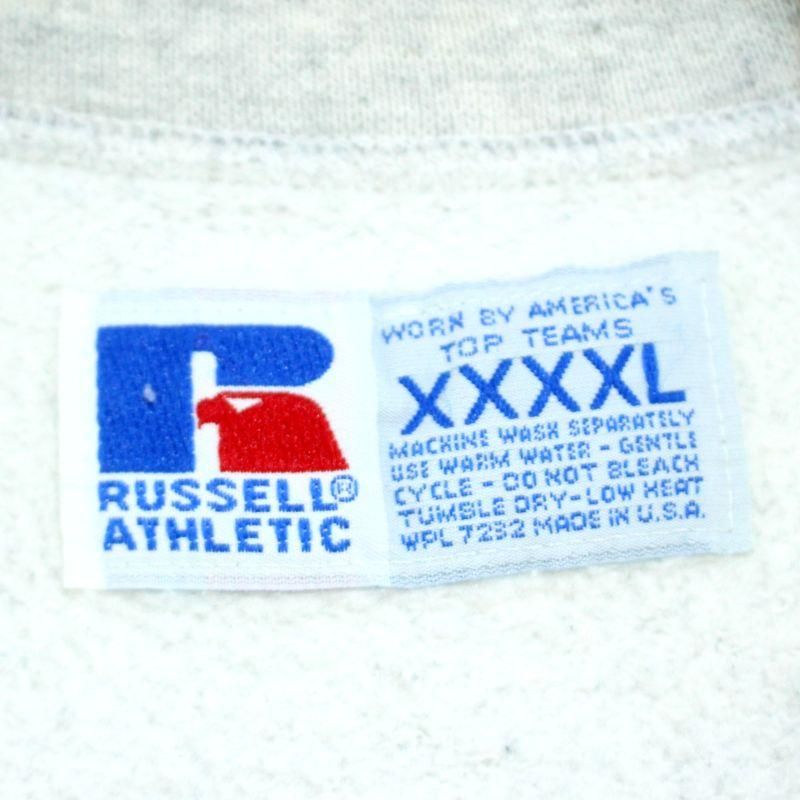 RUSSELL®
ATHLETIC
WORN BY AMERICA'S
TOP TEAMS
XXXXL
MACHINE WASH SEPARATELY
USE WARM WATER - GENTLE
CYCLE - DO NOT BLEACH
TUMBLE DRY - LOW HEAT
WPL 7232 MADE IN U.S.A.